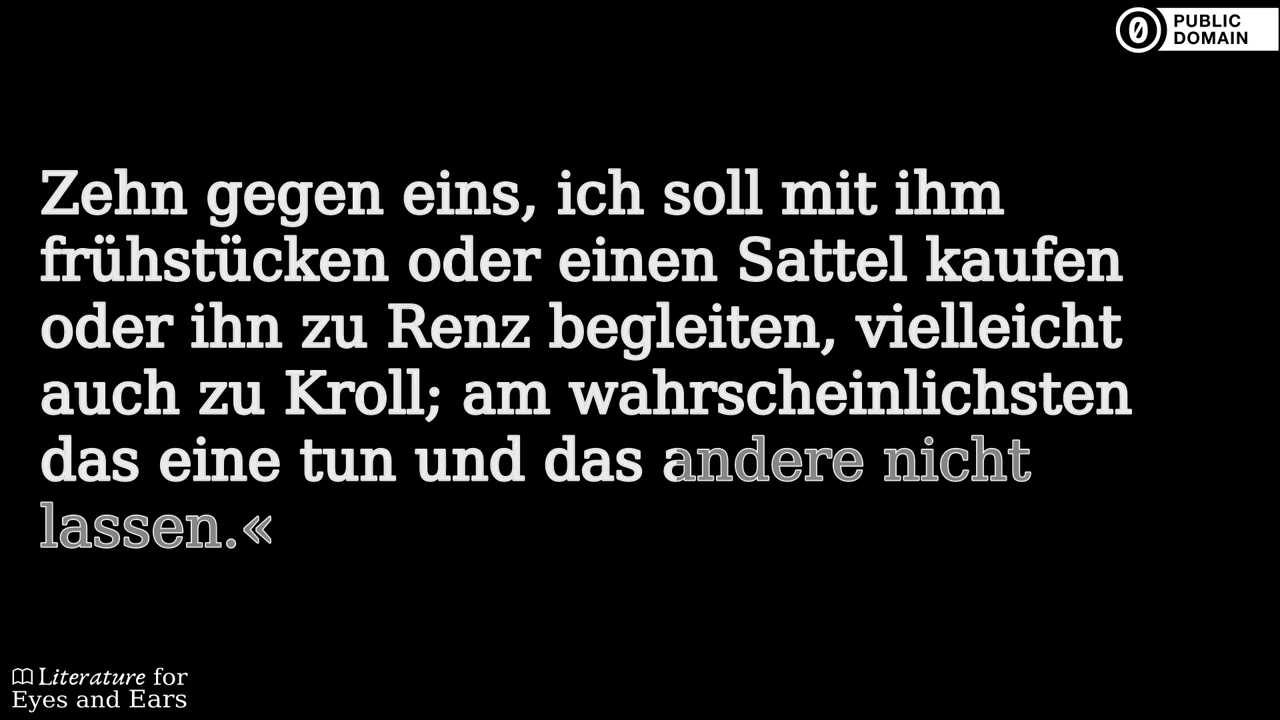 PUBLIC
DOMAIN
Zehn gegen eins, ich soll mit ihm
frühstücken oder einen Sattel kaufen
oder ihn zu Renz begleiten, vielleicht
auch zu Kroll; am wahrscheinlichsten
das eine tun und das andere nicht
lassen.«
Literature for
Eyes and Ears